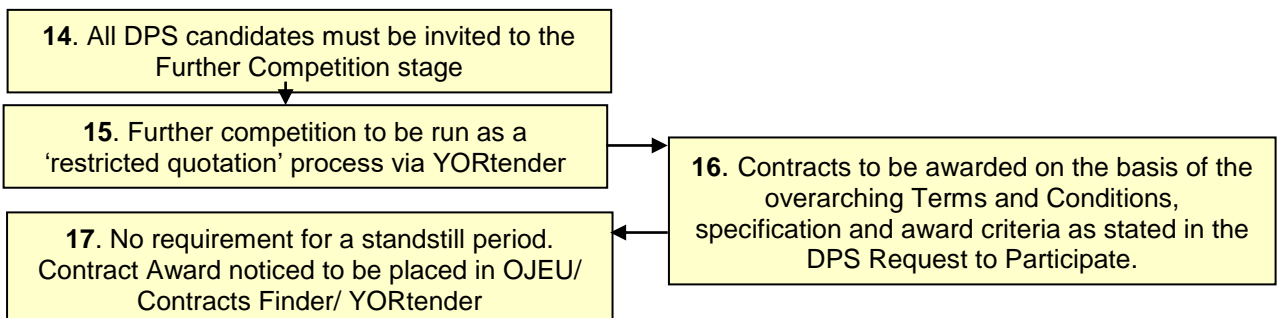 14. All DPS candidates must be invited to the
Further Competition stage
15. Further competition to be run as a
‘restricted quotation’ process via YORtender
16. Contracts to be awarded on the basis of the
overarching Terms and Conditions,
specification and award criteria as stated in the
DPS Request to Participate.
17. No requirement for a standstill period.
Contract Award noticed to be placed in OJEU/
Contracts Finder/ YORtender